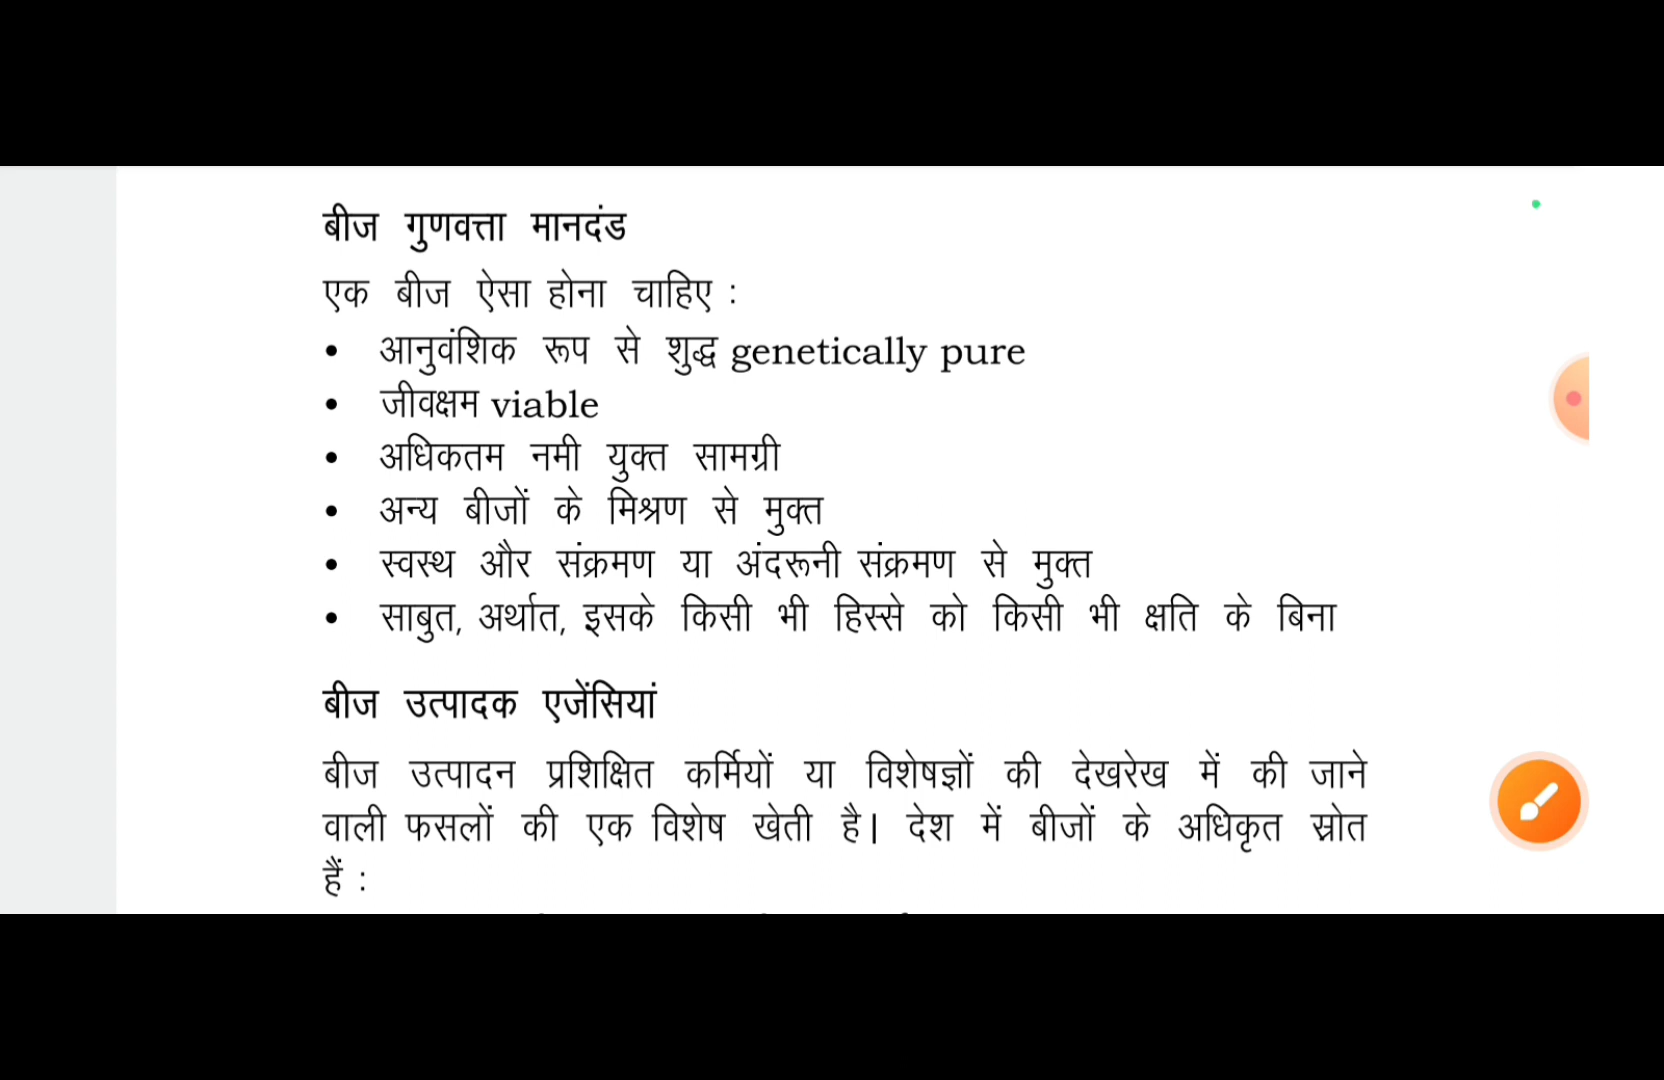 बीज गुणवत्ता मानदंड
एक बीज ऐसा होना चाहिए :
• आनुवंशिक रूप से शुद्ध genetically pure
• जीवक्षम viable
• अधिकतम नमी युक्त सामग्री
• अन्य बीजों के मिश्रण से मुक्त
• स्वस्थ और संक्रमण या अंदरूनी संक्रमण से मुक्त
• साबुत, अर्थात, इसके किसी भी हिस्से को किसी भी क्षति के बिना
बीज उत्पादक एजेंसियां
बीज उत्पादन प्रशिक्षित कर्मियों या विशेषज्ञों की देखरेख में की जाने
वाली फसलों की एक विशेष खेती है। देश में बीजों के अधिकृत स्रोत
हैं :